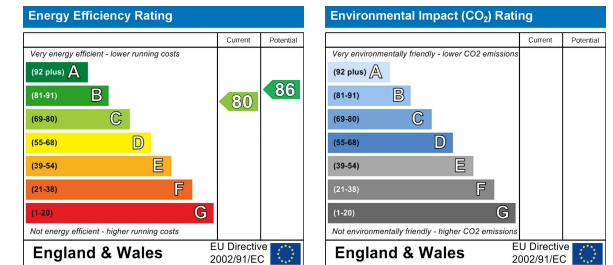 Energy Efficiency Rating
Current Potential
Very energy efficient - lower running costs
(92 plus) A
(81-91) B
(69-80) C
(55-68) D
(39-54) E
(21-38) F
(1-20) G
80
86
Not energy efficient - higher running costs
England & Wales
EU Directive
2002/91/EC
Environmental Impact (CO₂) Rating
Current Potential
Very environmentally friendly - lower CO2 emissions
(92 plus) A
(81-91) B
(69-80) C
(55-68) D
(39-54) E
(21-38) F
(1-20) G
Not environmentally friendly - higher CO2 emissions
England & Wales
EU Directive
2002/91/EC